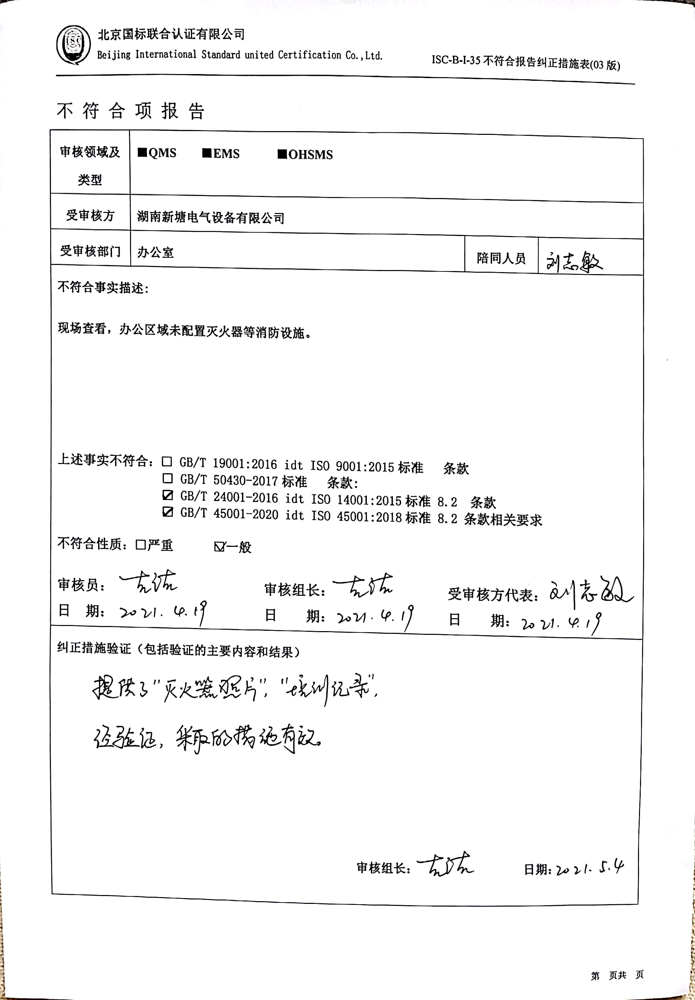 北京国标联合认证有限公司
Beijing International Standard united Certification Co.,Ltd.
ISC-B-I-35 不符合报告纠正措施表(03 版)
不符合项报告
审核领域及类型
■QMS ■EMS ■OHSMS
受审核方 湖南新塘电气设备有限公司
受审核部门 办公室 陪同人员 刘志敏
不符合事实描述：
现场查看，办公区域未配置灭火器等消防设施。
上述事实不符合：□ GB/T 19001:2016 idt ISO 9001:2015 标准 条款
□ GB/T 50430-2017 标准 条款：
☑ GB/T 24001-2016 idt ISO 14001:2015 标准 8.2 条款
☑ GB/T 45001-2020 idt ISO 45001:2018 标准 8.2 条款相关要求
不符合性质：□严重 ☑一般
审核员： 审核组长： 受审核方代表：刘志敏
日 期：2021.4.19 日 期：2021.4.19 日 期：2021.4.19
纠正措施验证（包括验证的主要内容和结果）
提供了"灭火器照片"，"培训记录"，
经验证，采取的措施有效。
审核组长： 日期：2021.5.4
第 页共 页